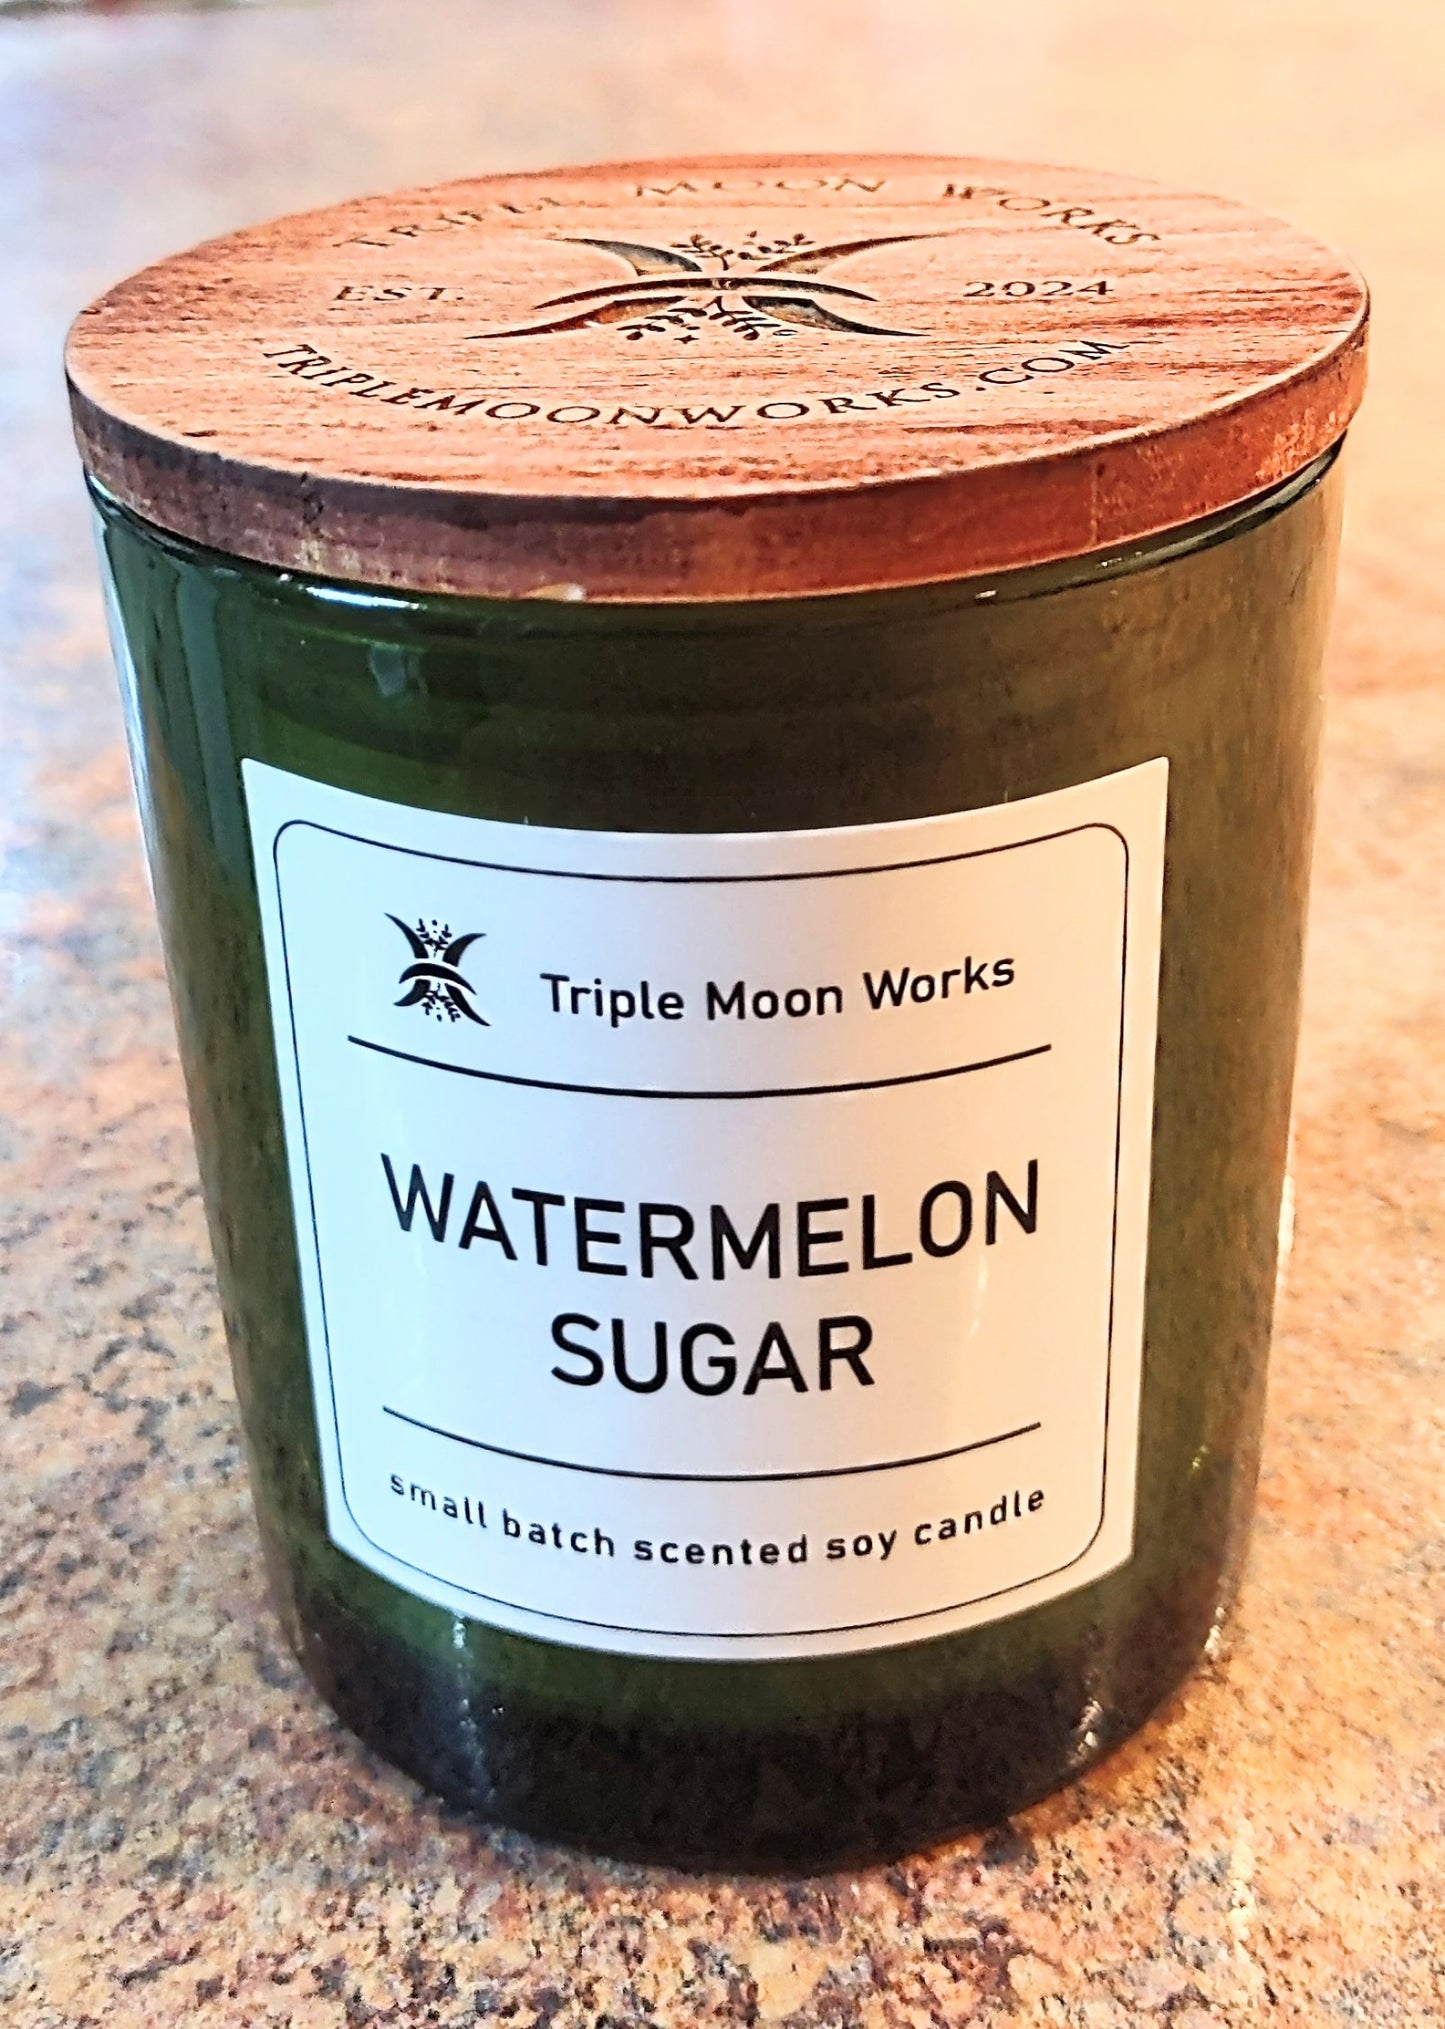 TRIPLE MOON WORKS
EST. 2024
TRIPLEMOONWORKS.COM
Triple Moon Works
WATERMELON
SUGAR
small batch scented soy candle